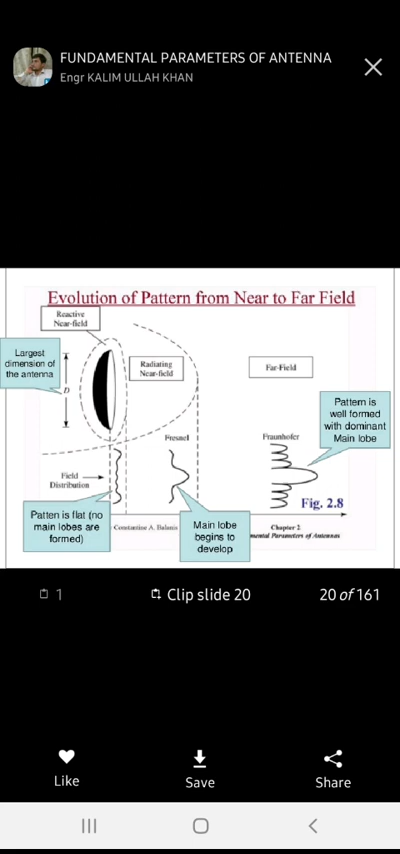 FUNDAMENTAL PARAMETERS OF ANTENNA
Engr KALIM ULLAH KHAN
Evolution of Pattern from Near to Far Field
Reactive
Near-field
Largest
dimension of
the antenna
D
Radiating
Near-field
Far-Field
Pattern is
well formed
with dominant
Main lobe
Fresnel
Fraunhofer
Field
Distribution
Fig. 2.8
Patten is flat (no
main lobes are
formed)
Constantine A. Balanis
Main lobe
begins to
develop
Chapter 2
mental Parameters of Antennas
1
Clip slide 20
20 of 161
Like
Save
Share